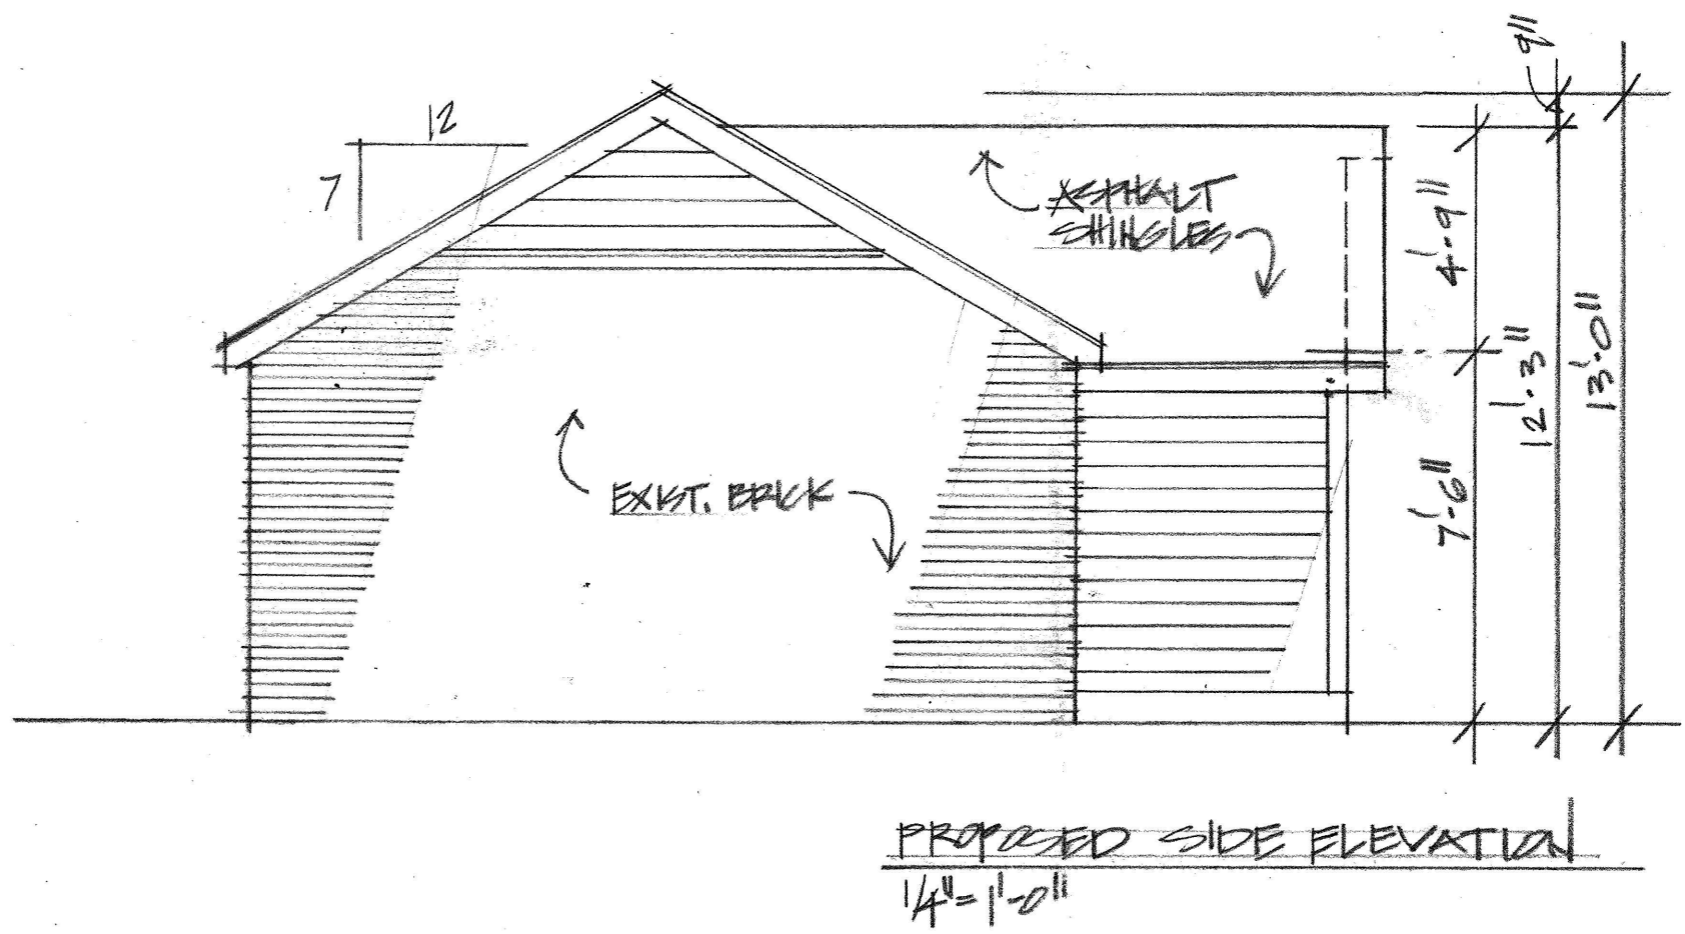 9"
12
7
ASPHALT
SHINGLES
4'-9"
12'-3"
13'-0"
EXIST. BRICK
7'-6"
PROPOSED SIDE ELEVATION
1/4"=1'-0"